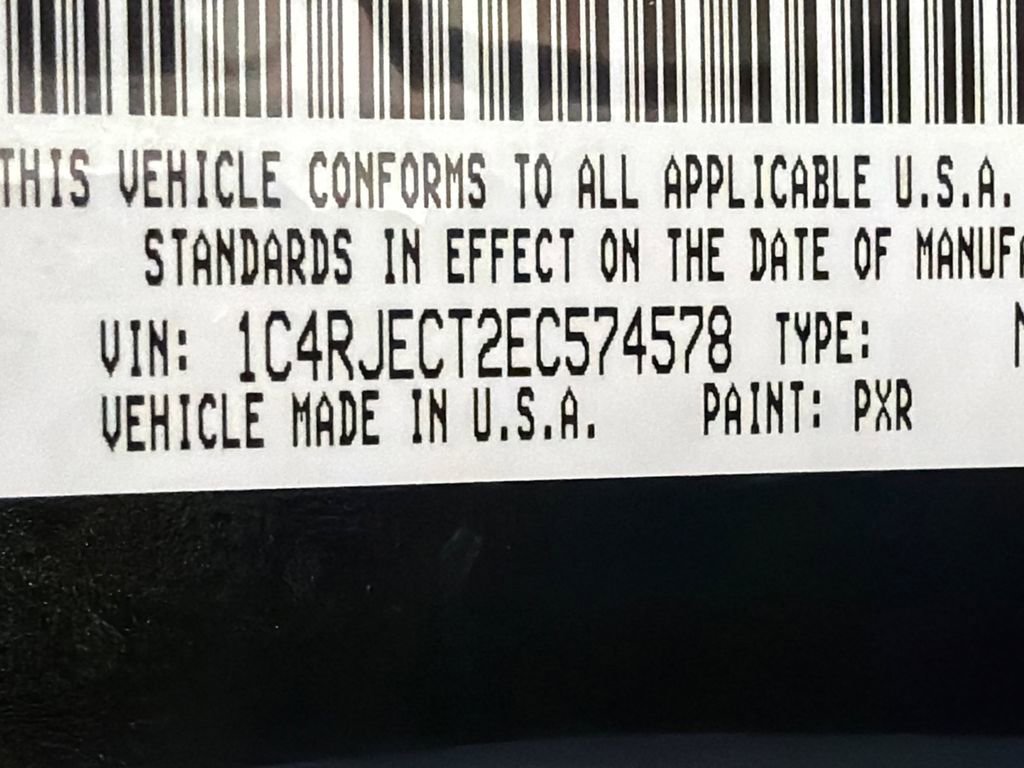 THIS VEHICLE CONFORMS TO ALL APPLICABLE U.S.A.
STANDARDS IN EFFECT ON THE DATE OF
VIN: 1C4RJECT2EC574578 TYPE:
VEHICLE MADE IN U.S.A. PAINT: PXR